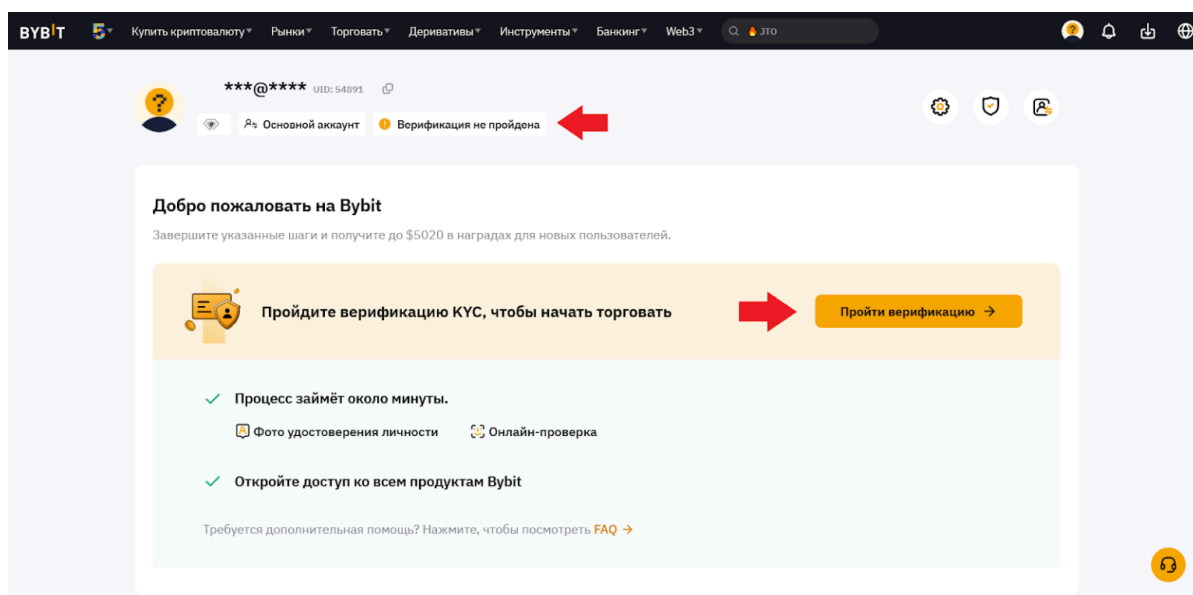 BYBIT Купить криптовалюту Рынки Торговать Деривативы Инструменты Банкинг Web3 JTO
***@**** UID: 54891
Основной аккаунт Верификация не пройдена
Добро пожаловать на Bybit
Завершите указанные шаги и получите до $5020 в наградах для новых пользователей.
Пройдите верификацию KYC, чтобы начать торговать Пройти верификацию →
Процесс займёт около минуты.
Фото удостоверения личности Онлайн-проверка
Откройте доступ ко всем продуктам Bybit
Требуется дополнительная помощь? Нажмите, чтобы посмотреть FAQ →